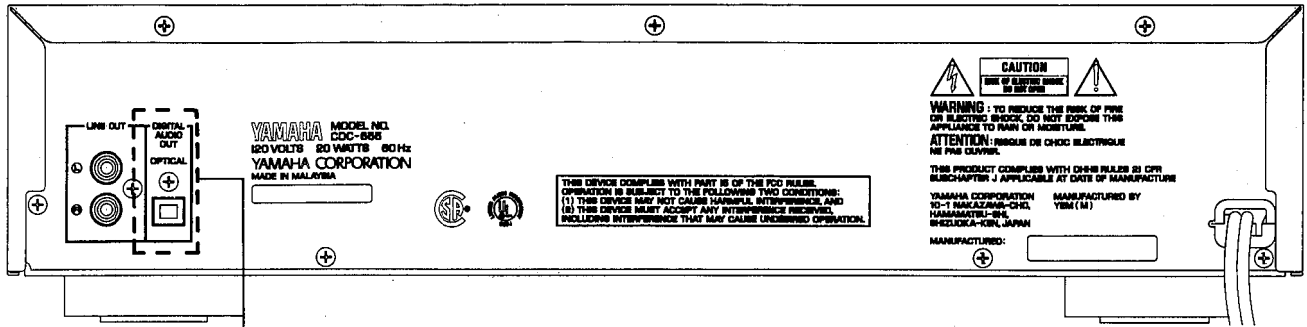 LINE OUT
L
R
DIGITAL
AUDIO
OUT
OPTICAL
YAMAHA MODEL NO.
CDC-555
120 VOLTS 20 WATTS 60 Hz
YAMAHA CORPORATION
MADE IN MALAYSIA
SA
UL
THIS DEVICE COMPLIES WITH PART 15 OF THE FCC RULES.
OPERATION IS SUBJECT TO THE FOLLOWING TWO CONDITIONS:
(1) THIS DEVICE MAY NOT CAUSE HARMFUL INTERFERENCE, AND
(2) THIS DEVICE MUST ACCEPT ANY INTERFERENCE RECEIVED,
INCLUDING INTERFERENCE THAT MAY CAUSE UNDESIRED OPERATION.
CAUTION
RISK OF ELECTRIC SHOCK
DO NOT OPEN
WARNING : TO REDUCE THE RISK OF FIRE
OR ELECTRIC SHOCK, DO NOT EXPOSE THIS
APPLIANCE TO RAIN OR MOISTURE.
ATTENTION : RISQUE DE CHOC ELECTRIQUE
NE PAS OUVRIR.
THIS PRODUCT COMPLIES WITH DHHS RULES 21 CFR
SUBCHAPTER J APPLICABLE AT DATE OF MANUFACTURE
YAMAHA CORPORATION
10-1 NAKAZAWA-CHO,
HAMAMATSU-SHI,
SHIZUOKA-KEN, JAPAN
MANUFACTURED BY
YEM (M)
MANUFACTURED: